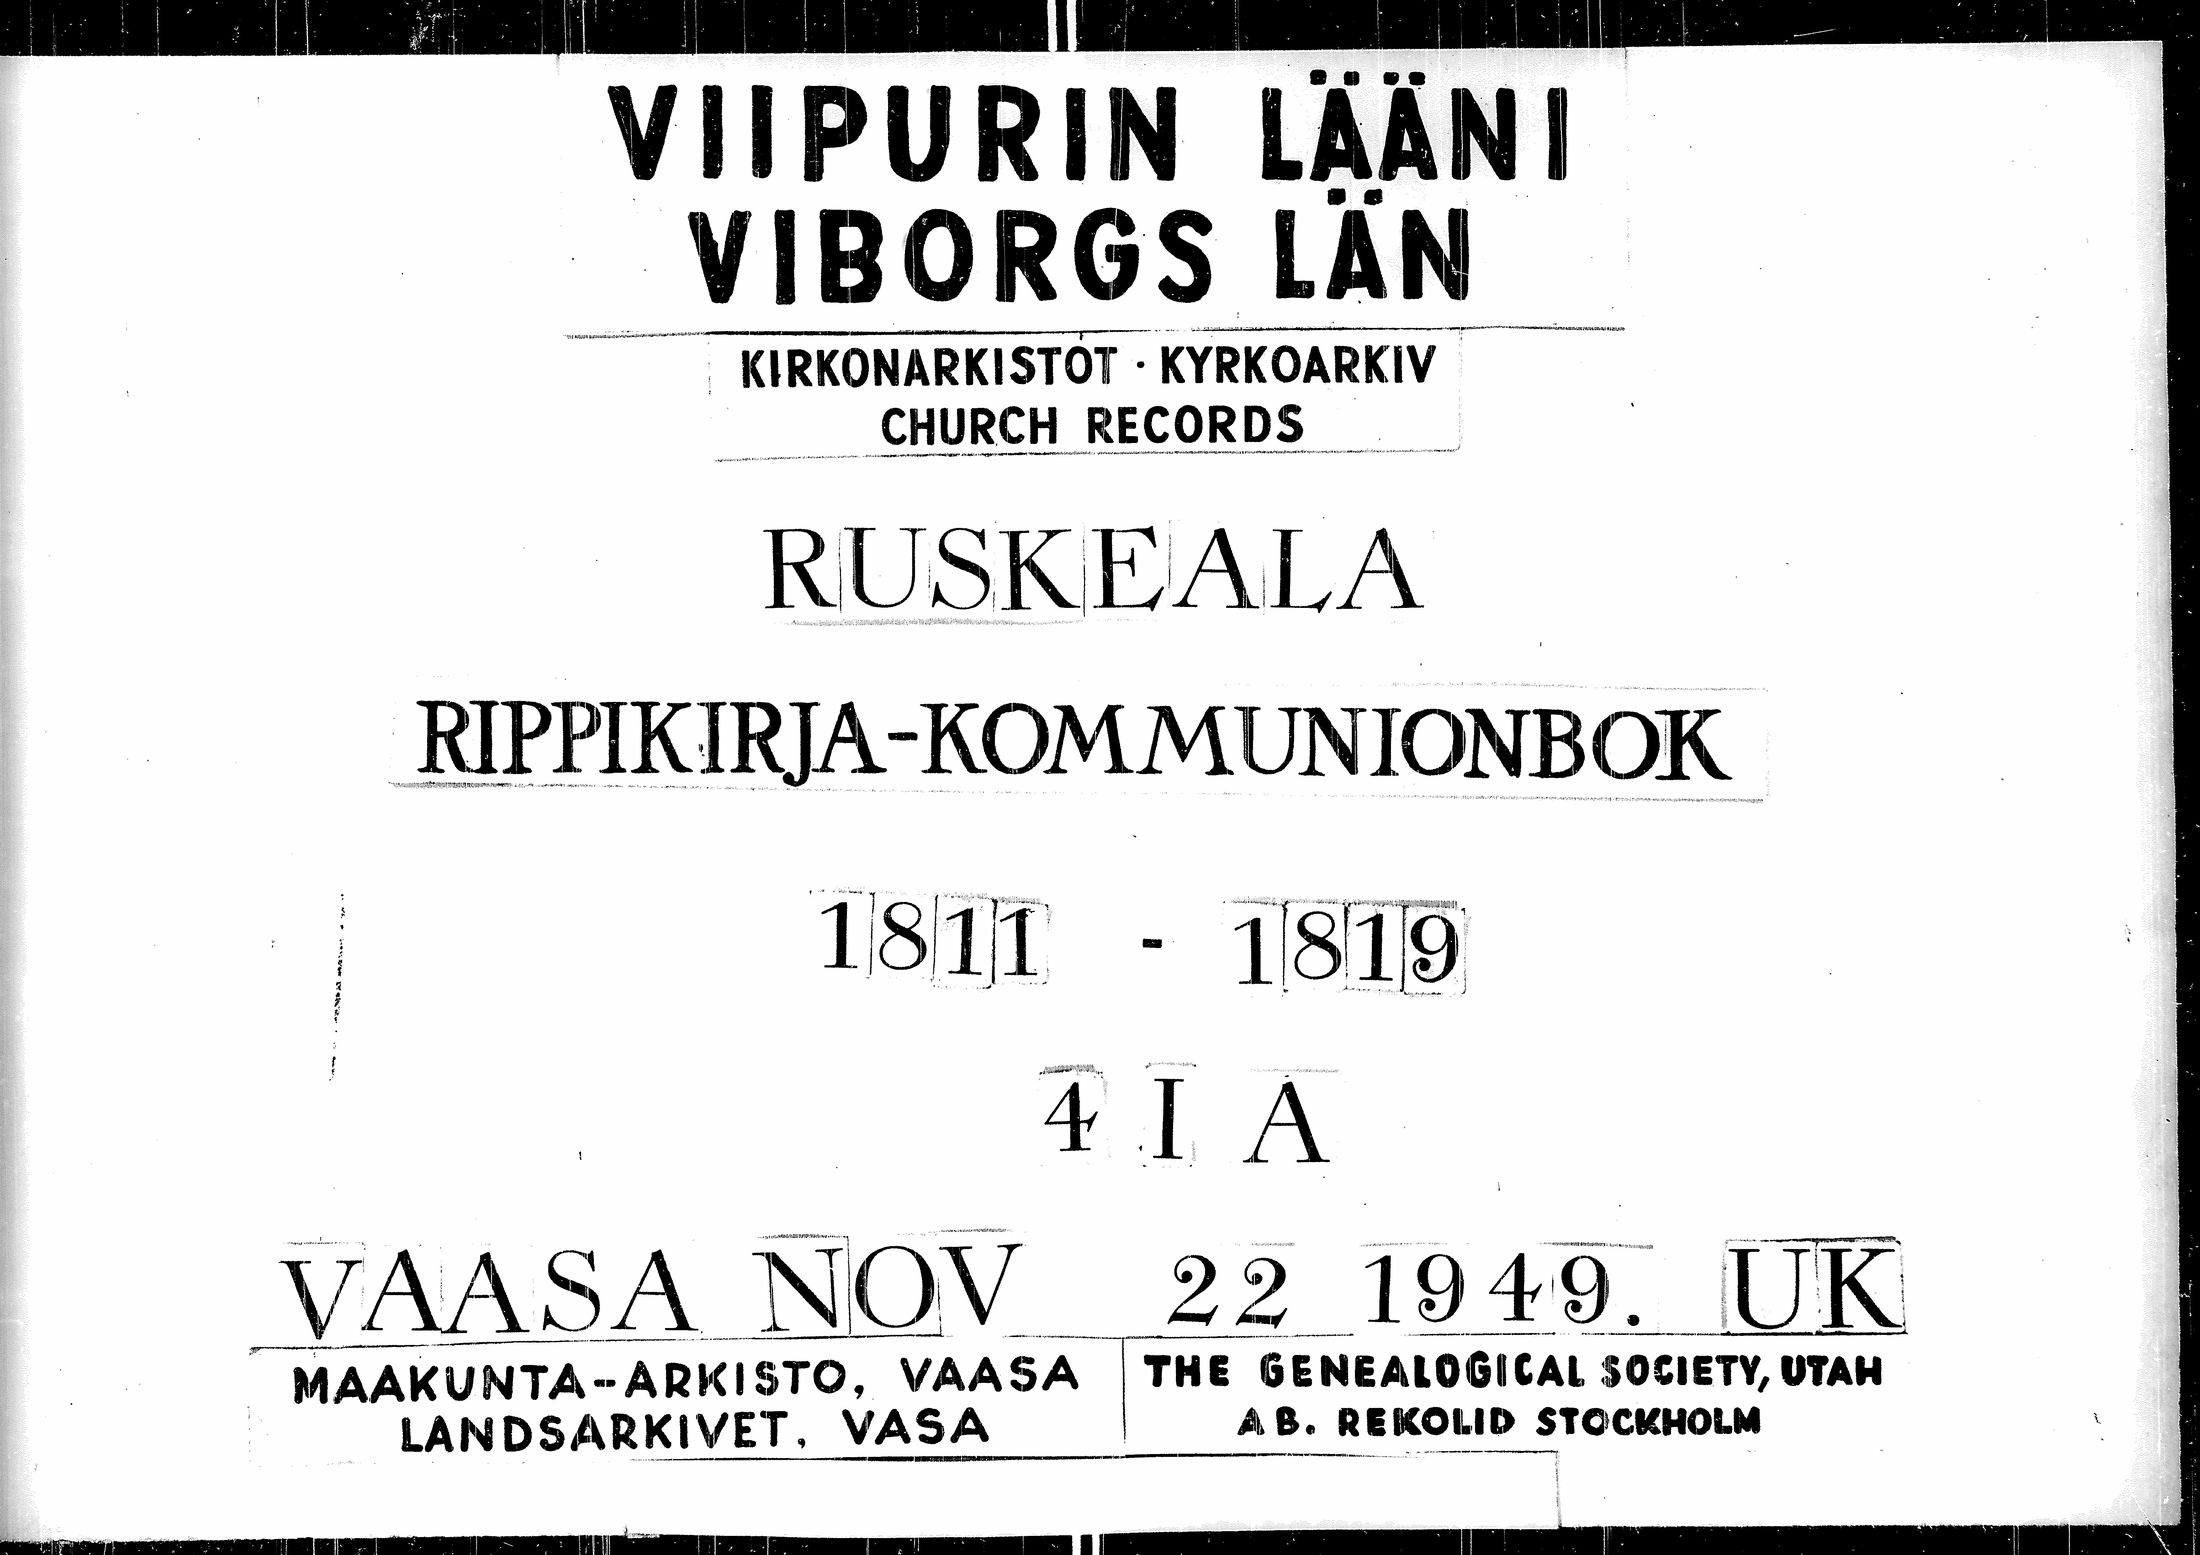 VIIPURIN LÄÄNI
VIBORGS LÄN
KIRKONARKISTOT · KYRKOARKIV
CHURCH RECORDS
RUSKEALA
RIPPIKIRJA-KOMMUNIONBOK
1811 - 1819
4 I A
VAASA NOV 22 1949. UK
MAAKUNTA-ARKISTO, VAASA
LANDSARKIVET, VASA
THE GENEALOGICAL SOCIETY, UTAH
AB. REKOLID STOCKHOLM